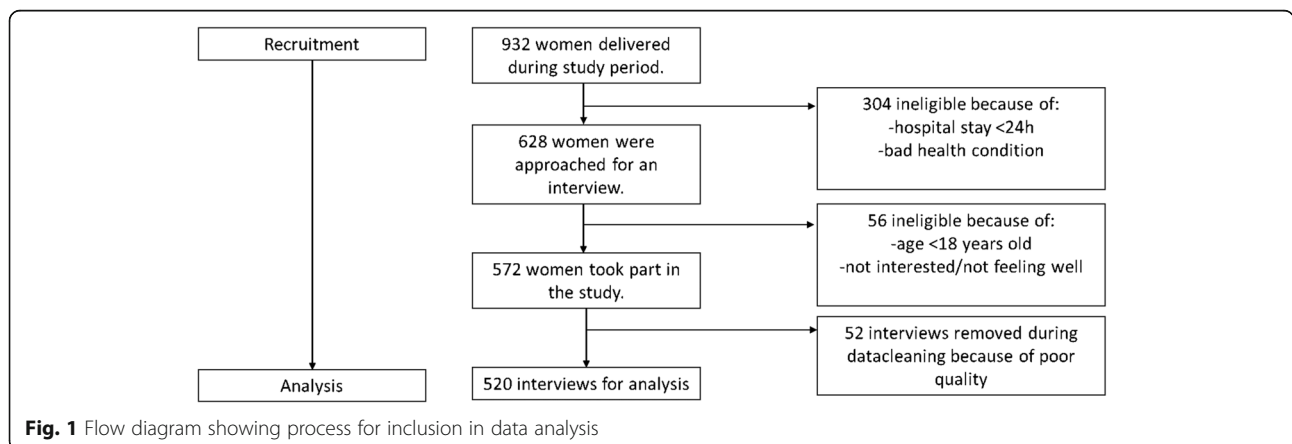 Recruitment
932 women delivered
during study period.
304 ineligible because of:
-hospital stay <24h
-bad health condition
628 women were
approached for an
interview.
56 ineligible because of:
-age <18 years old
-not interested/not feeling well
572 women took part in
the study.
52 interviews removed during
datacleaning because of poor
quality
Analysis
520 interviews for analysis
Fig. 1 Flow diagram showing process for inclusion in data analysis